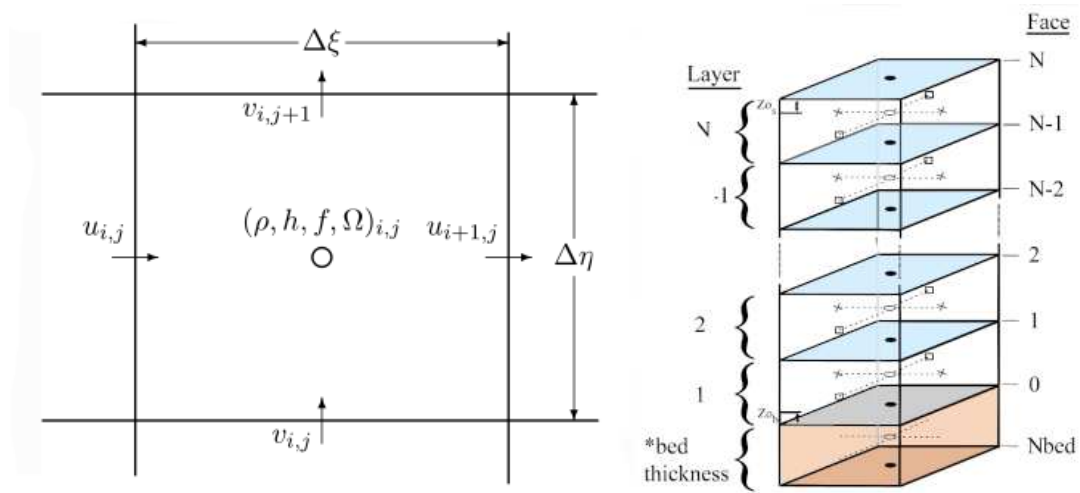 Δξ
v_{i,j+1}
(ρ, h, f, Ω)_{i,j}
u_{i,j}
u_{i+1,j}
Δη
v_{i,j}
Face
N
Layer
Zo_s
N
N-1
-1
N-2
2
2
1
1
0
Zo_b
*bed
thickness
Nbed